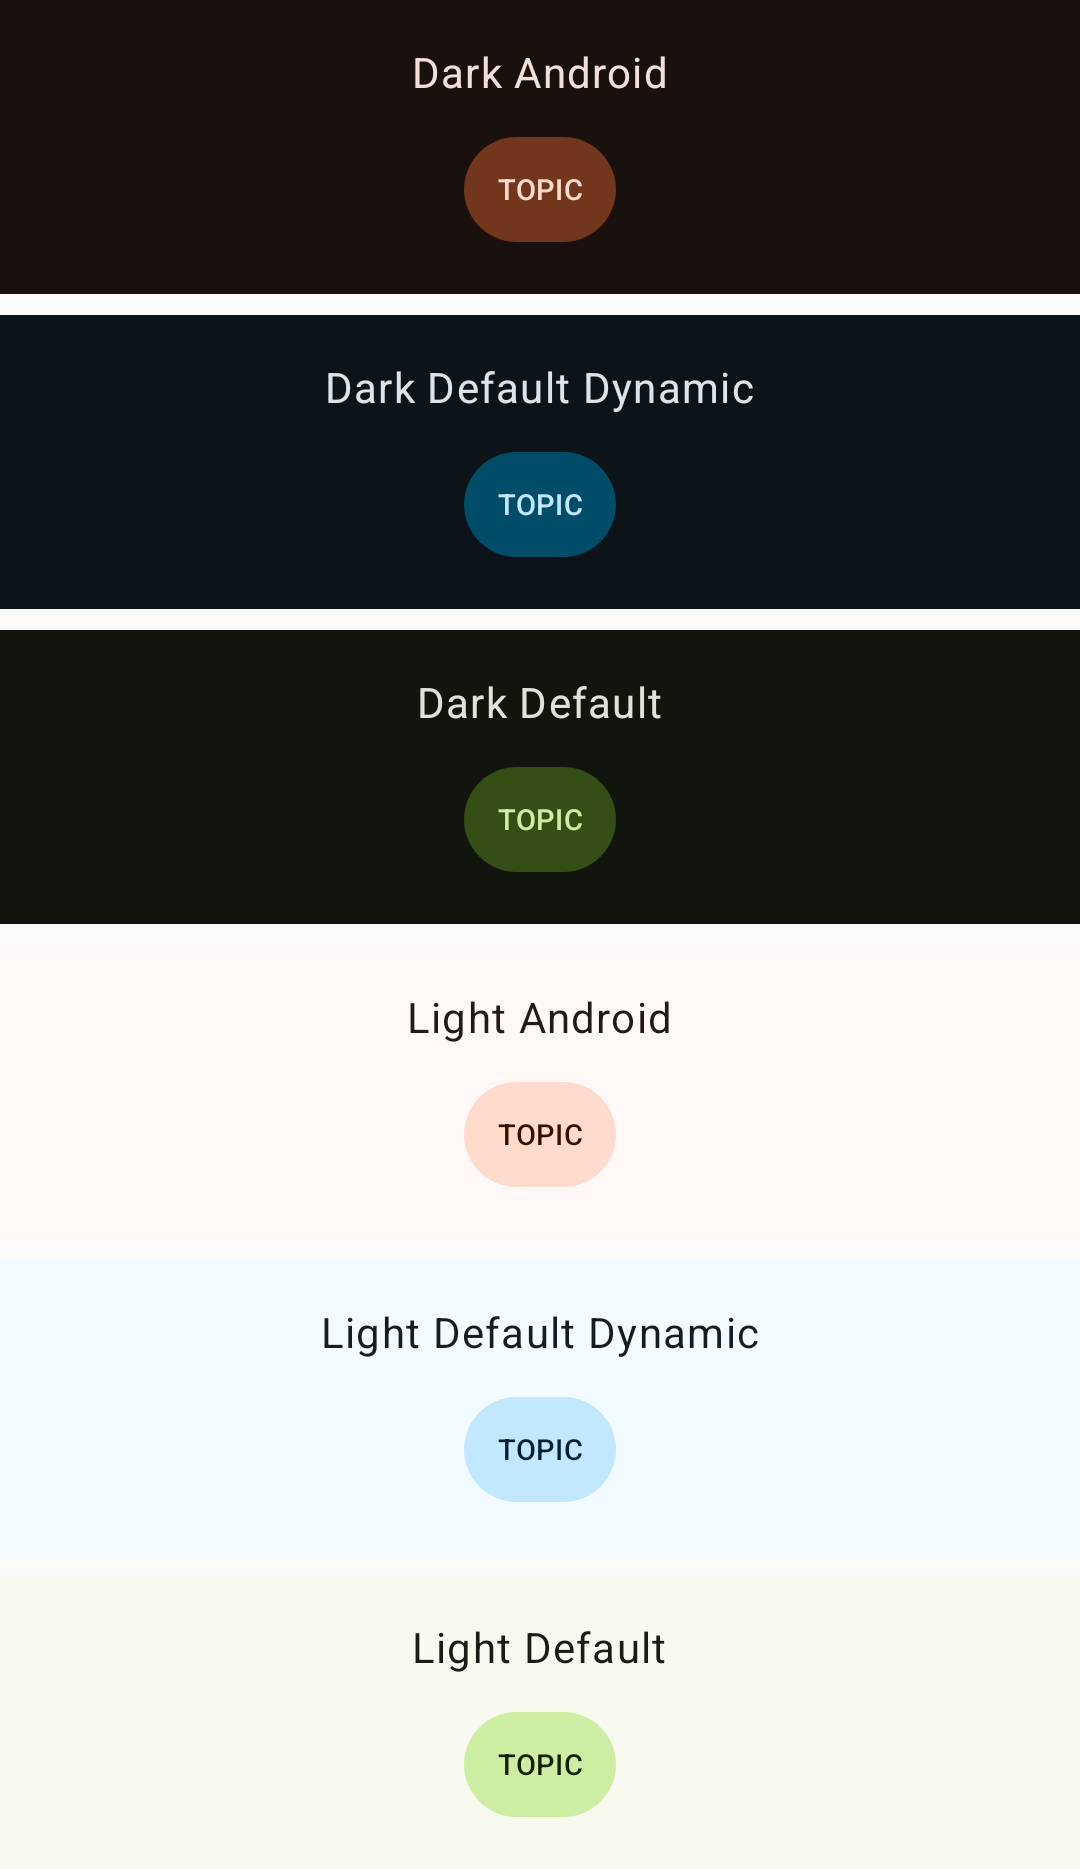 Dark Android
TOPIC
Dark Default Dynamic
TOPIC
Dark Default
TOPIC
Light Android
TOPIC
Light Default Dynamic
TOPIC
Light Default
TOPIC